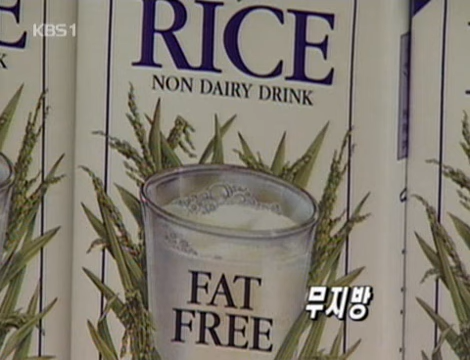 KBS1
RICE
NON DAIRY DRINK
FAT
FREE
무지방